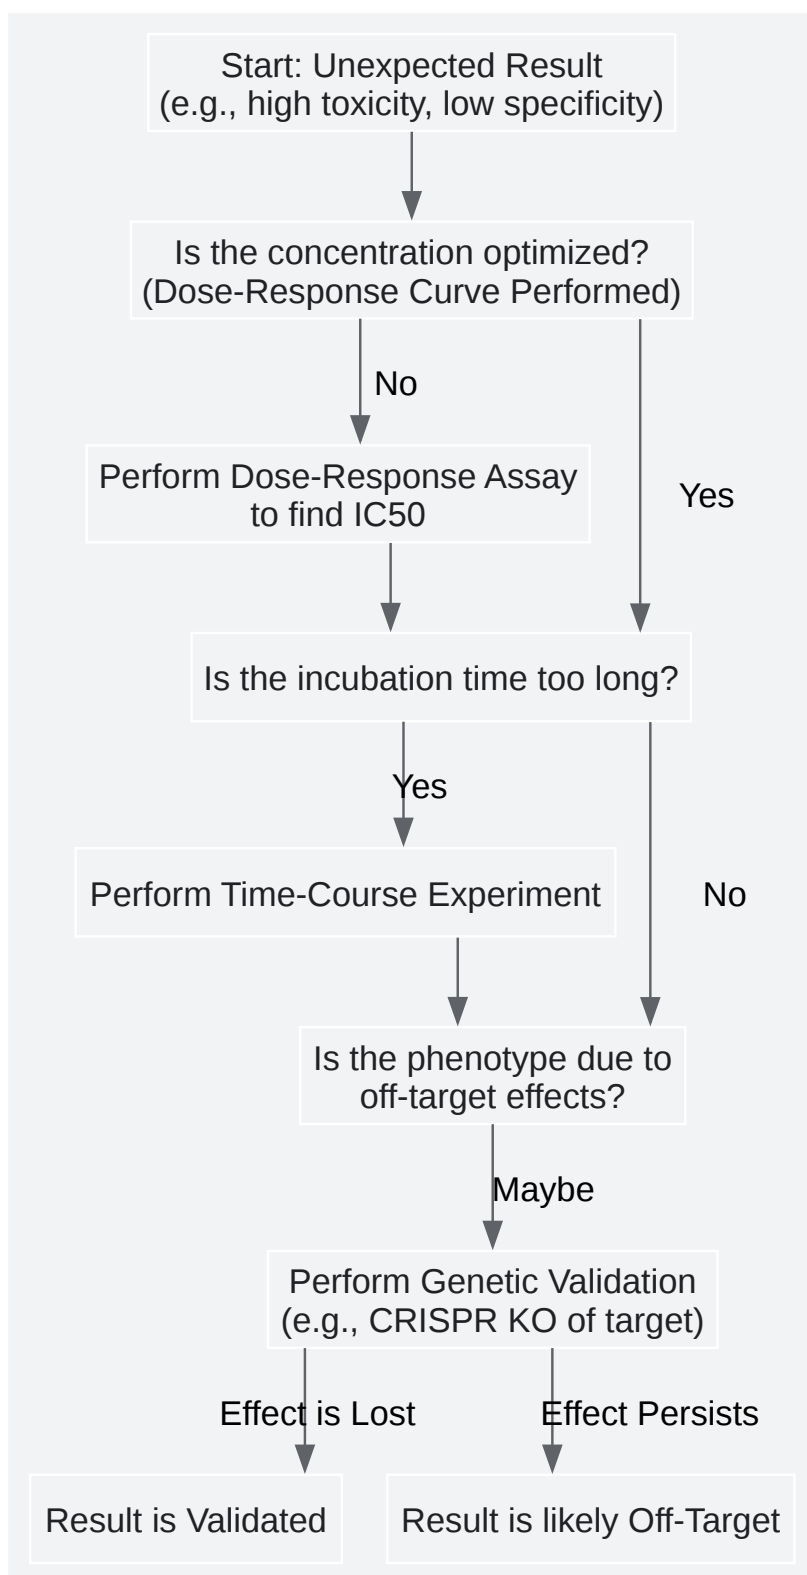 Start: Unexpected Result
(e.g., high toxicity, low specificity)
Is the concentration optimized?
(Dose-Response Curve Performed)
No
Perform Dose-Response Assay
to find IC50
Yes
Is the incubation time too long?
Yes
Perform Time-Course Experiment
No
Is the phenotype due to
off-target effects?
Maybe
Perform Genetic Validation
(e.g., CRISPR KO of target)
Effect is Lost
Effect Persists
Result is Validated
Result is likely Off-Target